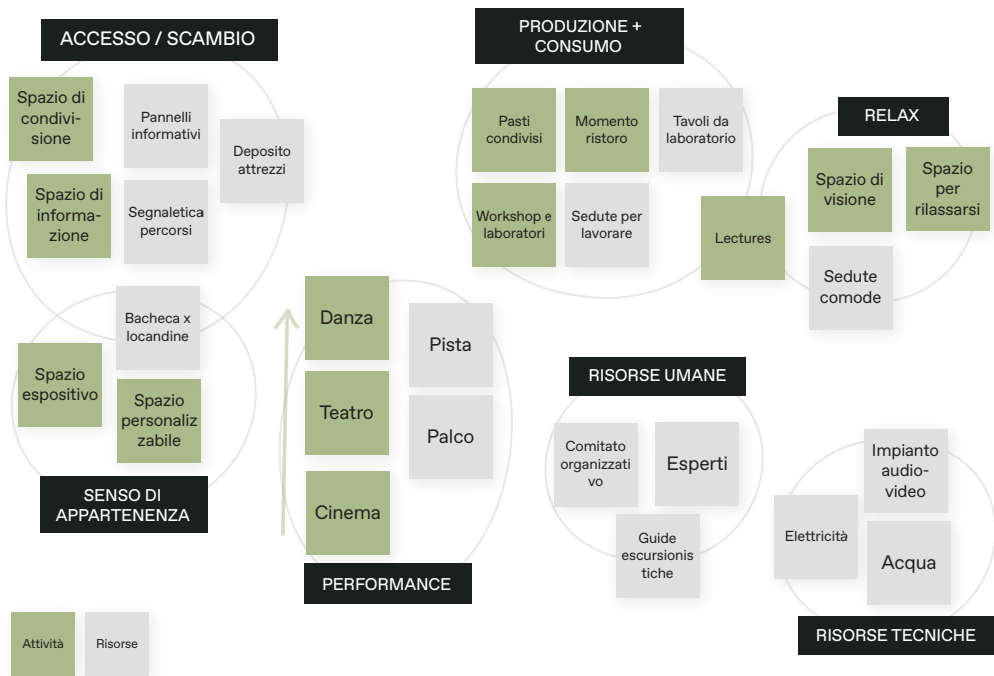 ACCESSO / SCAMBIO
Spazio di
condivi-
sione
Pannelli
informativi
Deposito
attrezzi
Spazio di
informa-
zione
Segnaletica
percorsi
Bacheca x
locandine
Spazio
espositivo
Spazio
personaliz
zabile
SENSO DI
APPARTENENZA
Danza
Pista
Teatro
Palco
Cinema
PERFORMANCE
PRODUZIONE +
CONSUMO
Pasti
condivisi
Momento
ristoro
Tavoli da
laboratorio
Workshop e
laboratori
Sedute per
lavorare
Lectures
RELAX
Spazio di
visione
Spazio
per
rilassarsi
Sedute
comode
RISORSE UMANE
Comitato
organizzati
vo
Esperti
Guide
escursionis
tiche
Impianto
audio-
video
Elettricità
Acqua
RISORSE TECNICHE
Attività
Risorse